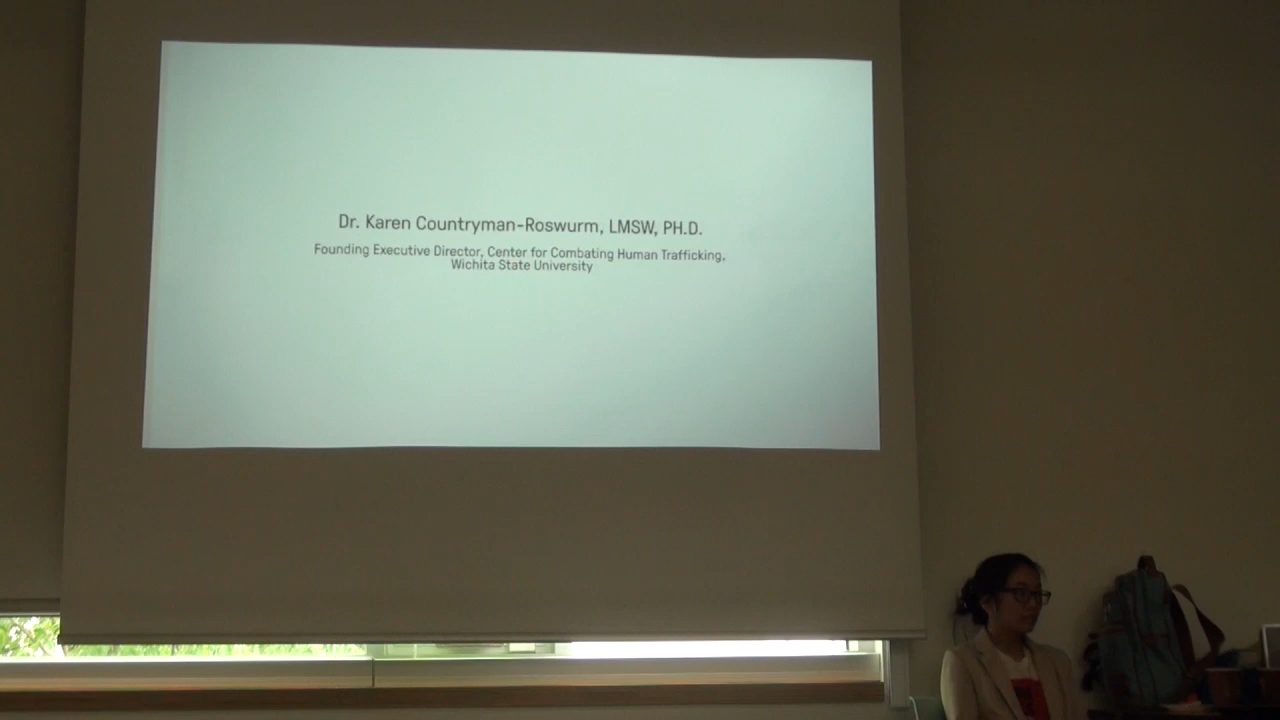 Dr. Karen Countryman-Roswurm, LMSW, PH.D.
Founding Executive Director, Center for Combating Human Trafficking,
Wichita State University